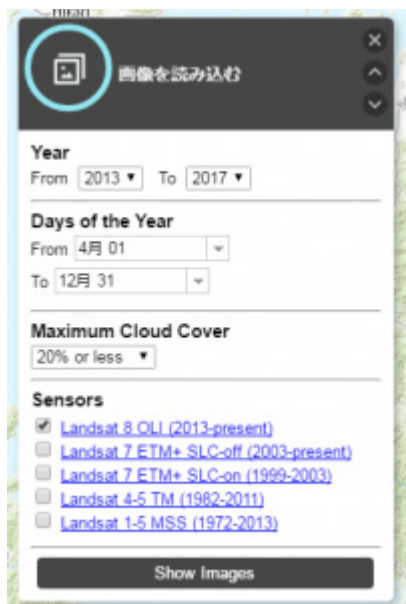 画像を読み込む
Year
From 2013 To 2017
Days of the Year
From 4月 01
To 12月 31
Maximum Cloud Cover
20% or less
Sensors
Landsat 8 OLI (2013-present)
Landsat 7 ETM+ SLC-off (2003-present)
Landsat 7 ETM+ SLC-on (1999-2003)
Landsat 4-5 TM (1982-2011)
Landsat 1-5 MSS (1972-2013)
Show Images